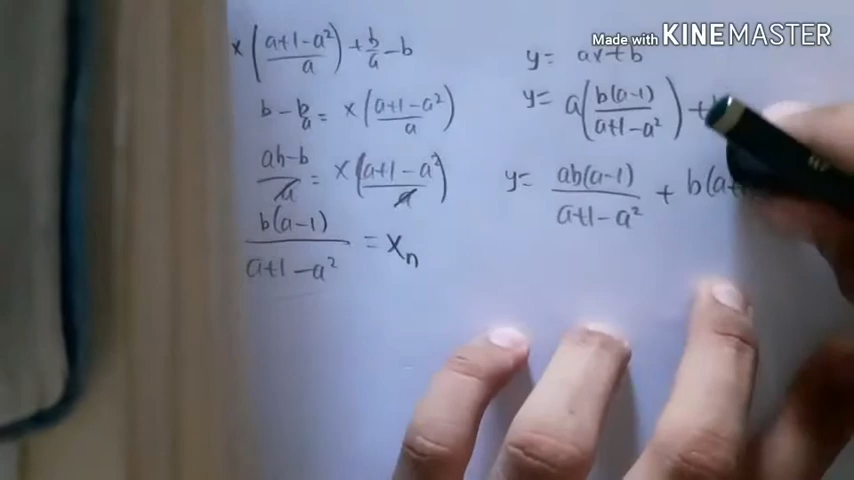 Made with KINEMASTER
x((a+1-a²)/a) + b/a - b
b - b/a = x((a+1-a²)/a)
(ab-b)/a = x((a+1-a²)/a)
b(a-1)/(a+1-a²) = xₙ
y = ax+b
y = a(b(a-1)/(a+1-a²)) +
y = ab(a-1)/(a+1-a²) + b(a+